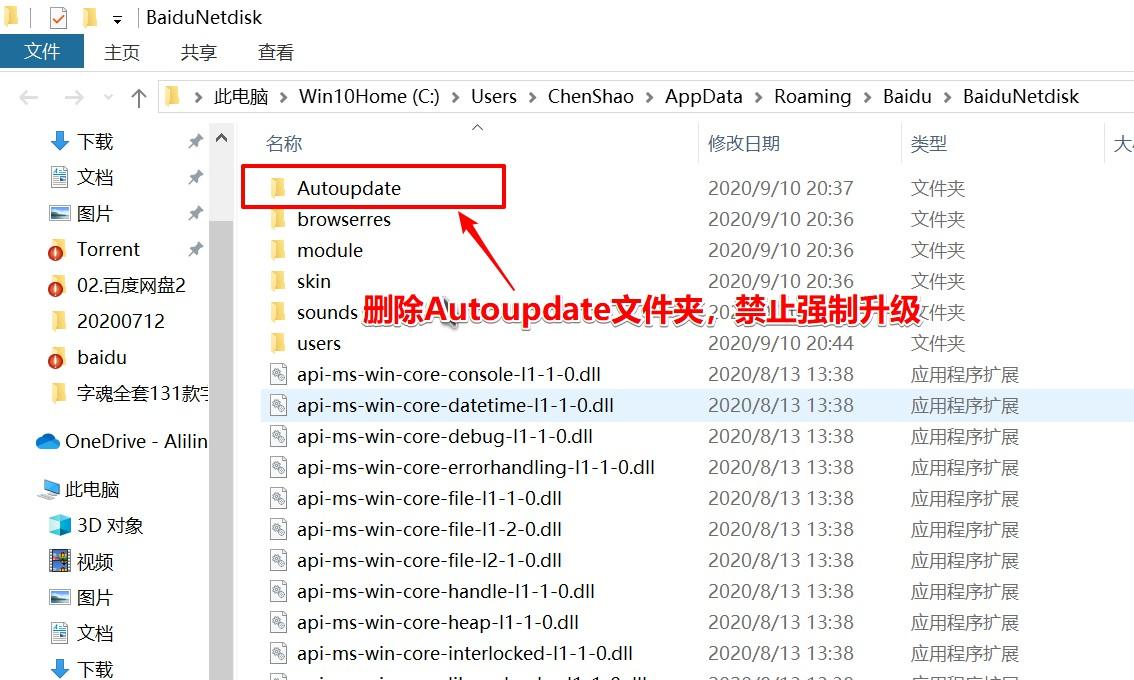 BaiduNetdisk
文件 主页 共享 查看
此电脑 Win10Home (C:) Users ChenShao AppData Roaming Baidu BaiduNetdisk
下载
文档
图片
Torrent
02.百度网盘2
20200712
baidu
字魂全套131款字
OneDrive - Alilin
此电脑
3D 对象
视频
图片
文档
下载
名称 修改日期 类型 大
Autoupdate 2020/9/10 20:37 文件夹
browserres 2020/9/10 20:36 文件夹
module 2020/9/10 20:36 文件夹
skin 2020/9/10 20:36 文件夹
sounds 文件夹
删除Autoupdate文件夹，禁止强制升级
users 2020/9/10 20:44 文件夹
api-ms-win-core-console-l1-1-0.dll 2020/8/13 13:38 应用程序扩展
api-ms-win-core-datetime-l1-1-0.dll 2020/8/13 13:38 应用程序扩展
api-ms-win-core-debug-l1-1-0.dll 2020/8/13 13:38 应用程序扩展
api-ms-win-core-errorhandling-l1-1-0.dll 2020/8/13 13:38 应用程序扩展
api-ms-win-core-file-l1-1-0.dll 2020/8/13 13:38 应用程序扩展
api-ms-win-core-file-l1-2-0.dll 2020/8/13 13:38 应用程序扩展
api-ms-win-core-file-l2-1-0.dll 2020/8/13 13:38 应用程序扩展
api-ms-win-core-handle-l1-1-0.dll 2020/8/13 13:38 应用程序扩展
api-ms-win-core-heap-l1-1-0.dll 2020/8/13 13:38 应用程序扩展
api-ms-win-core-interlocked-l1-1-0.dll 2020/8/13 13:38 应用程序扩展